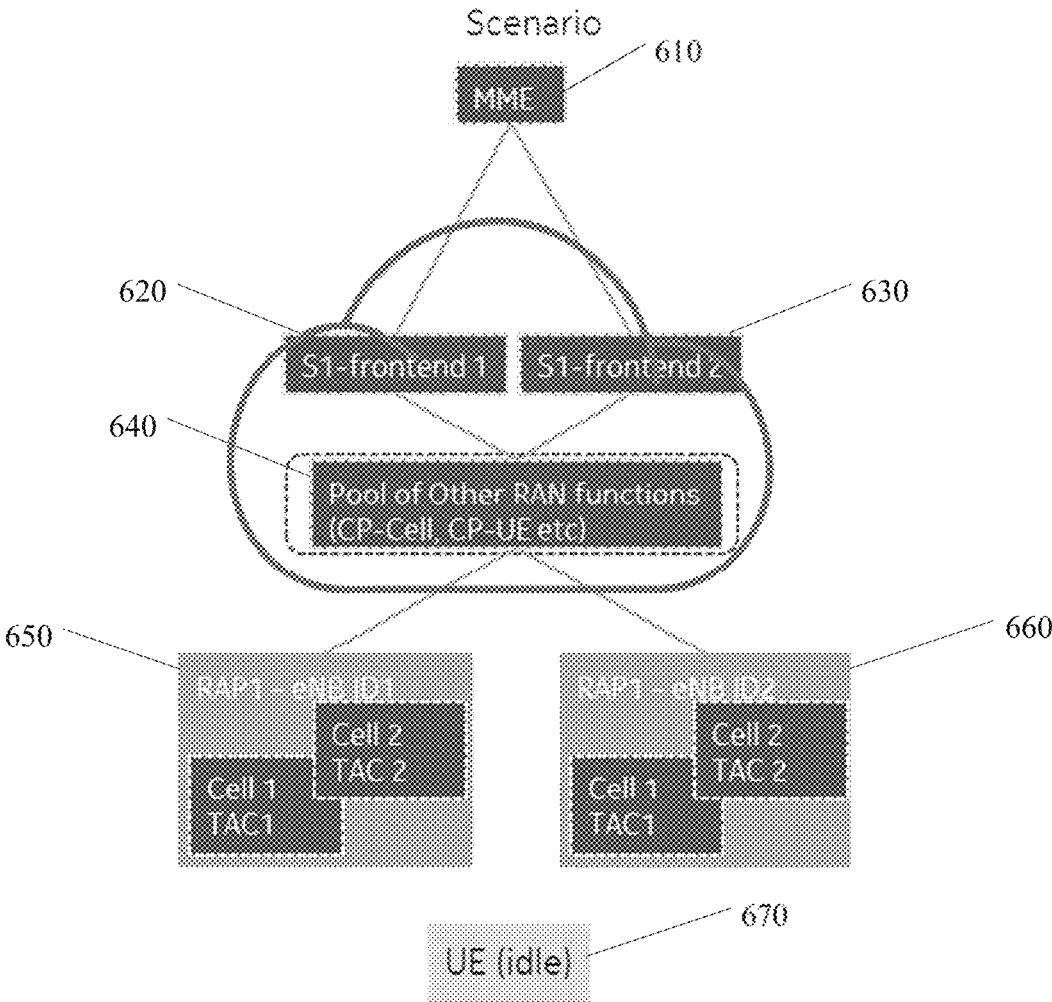 Scenario
610
MME
620
630
S1-frontend 1
S1-frontend 2
640
Pool of Other RAN functions
(CP-Cell, CP-UE etc)
650
660
RAP1 - eNB ID1
Cell 2
TAC 2
Cell 1
TAC1
RAP1 - eNB ID2
Cell 2
TAC 2
Cell 1
TAC1
670
UE (idle)